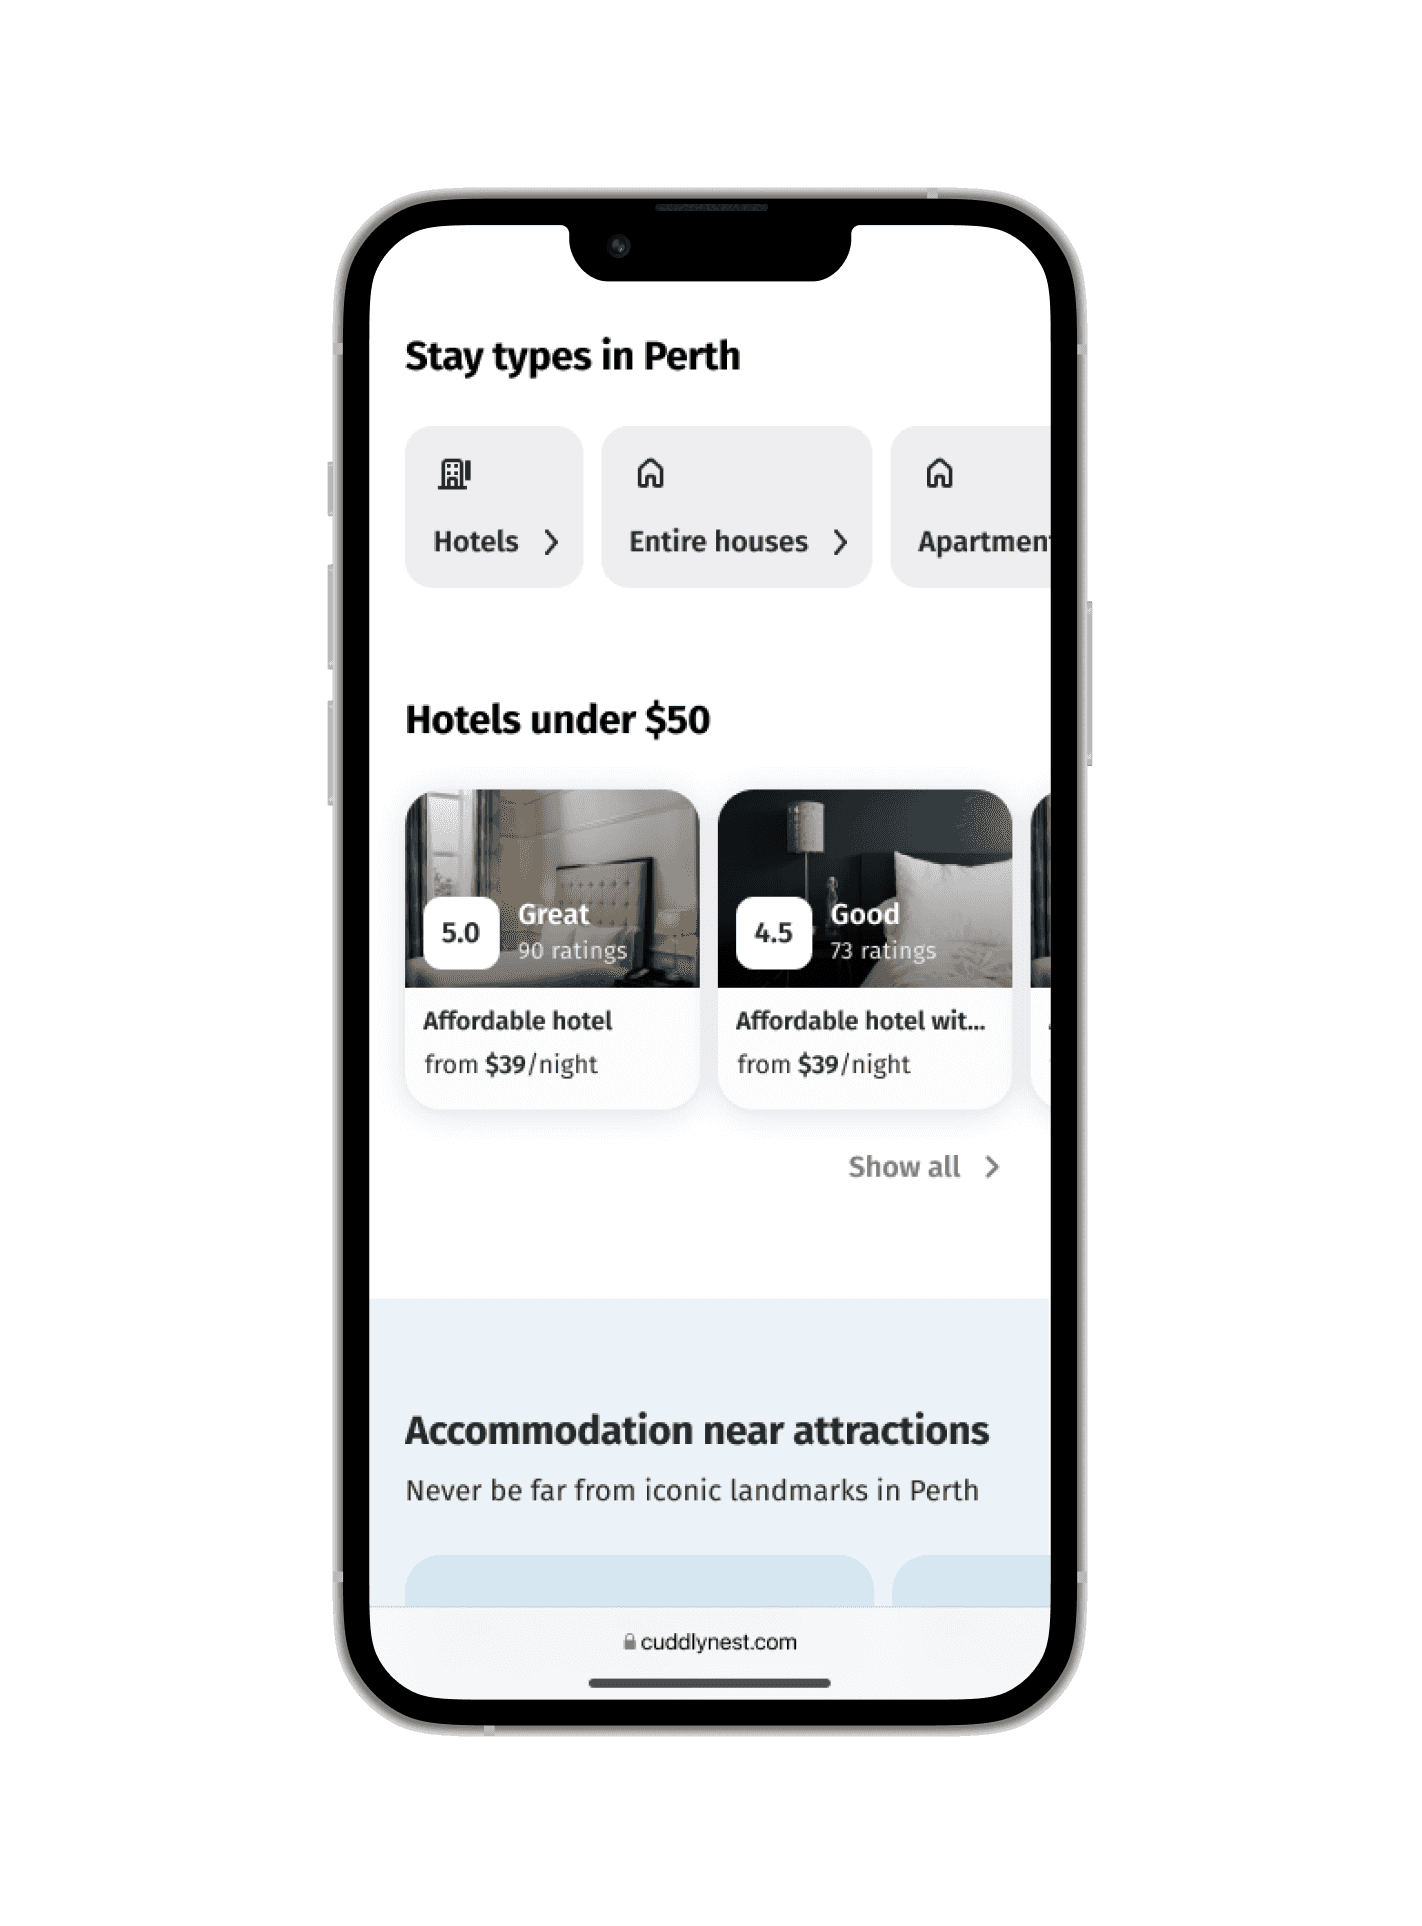 Stay types in Perth
Hotels
Entire houses
Apartment
Hotels under $50
5.0
Great
90 ratings
4.5
Good
73 ratings
Affordable hotel
from $39/night
Affordable hotel wit...
from $39/night
Show all
Accommodation near attractions
Never be far from iconic landmarks in Perth
cuddlynest.com